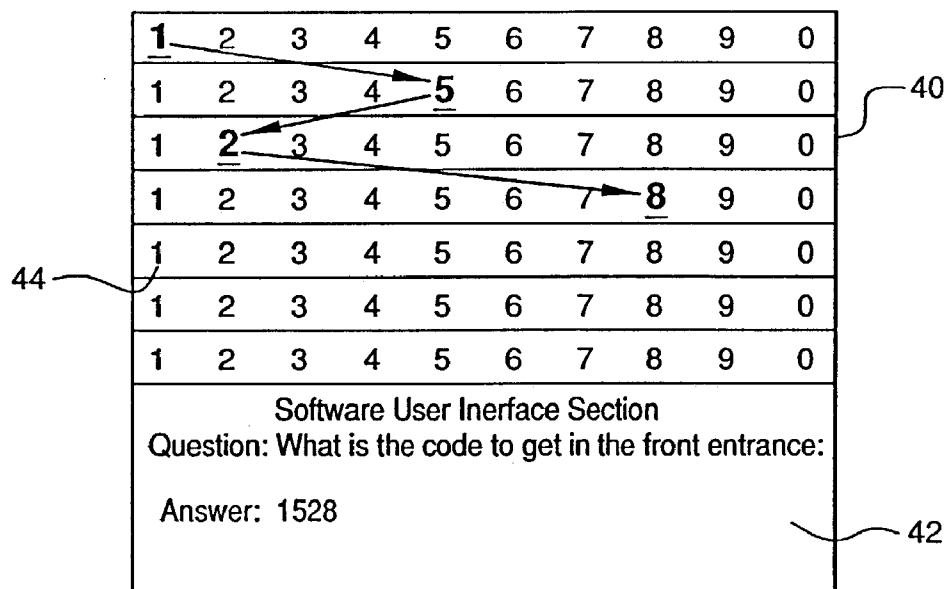 1 2 3 4 5 6 7 8 9 0
1 2 3 4 5 6 7 8 9 0
40
1 2 3 4 5 6 7 8 9 0
1 2 3 4 5 6 7 8 9 0
1 2 3 4 5 6 7 8 9 0
44
1 2 3 4 5 6 7 8 9 0
1 2 3 4 5 6 7 8 9 0
Software User Inerface Section
Question: What is the code to get in the front entrance:
Answer: 1528
42